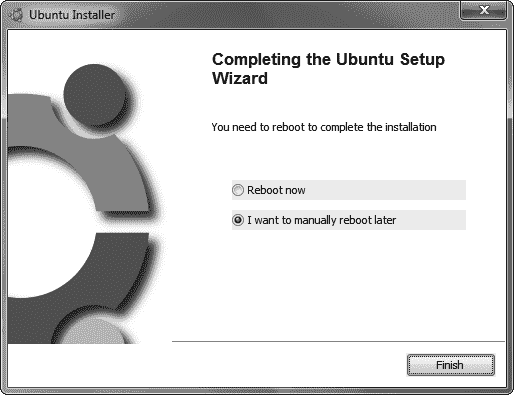 Ubuntu Installer
Completing the Ubuntu Setup
Wizard
You need to reboot to complete the installation
Reboot now
I want to manually reboot later
Finish